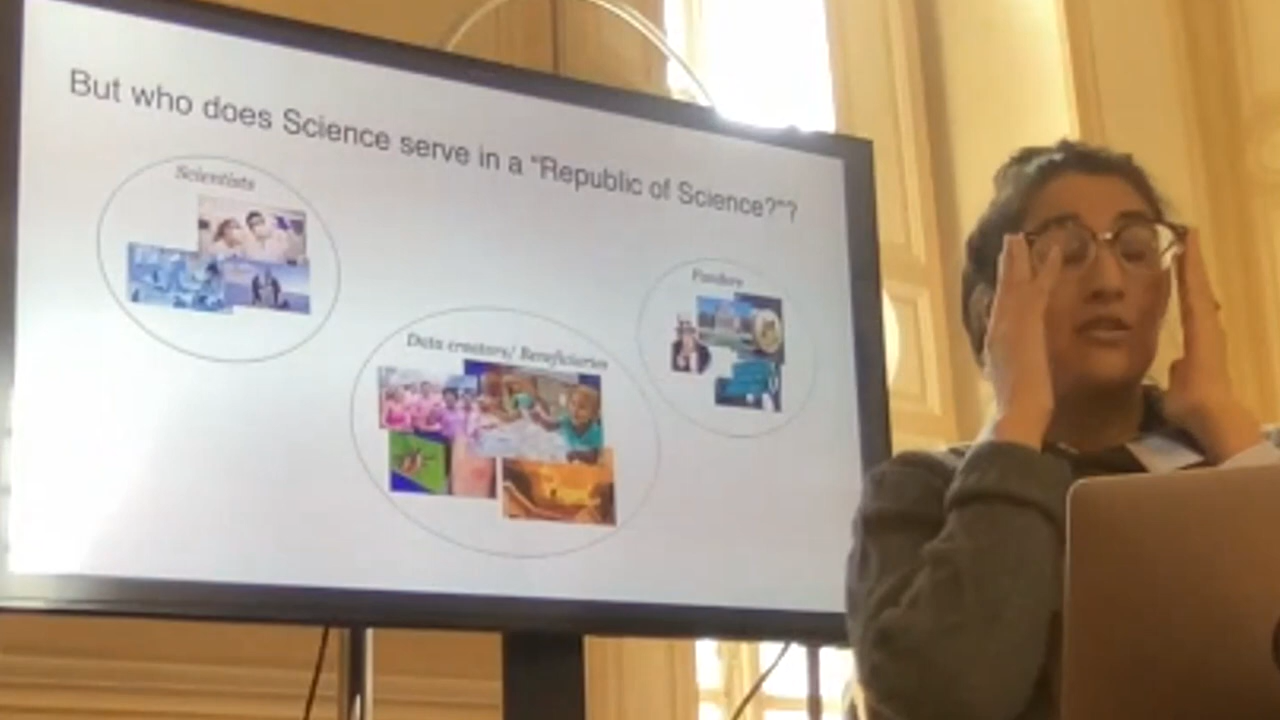 But who does Science serve in a “Republic of Science?”?
Scientists
Funders
Data creators/ Beneficiaries